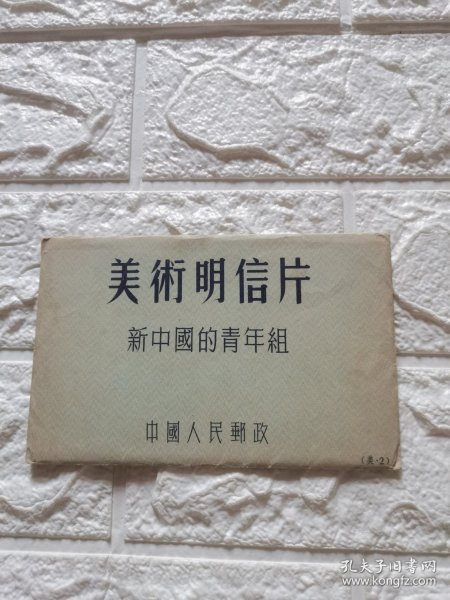 美術明信片
新中國的青年組
中國人民郵政
(美·2)
孔夫子旧书网
www.kongfz.com